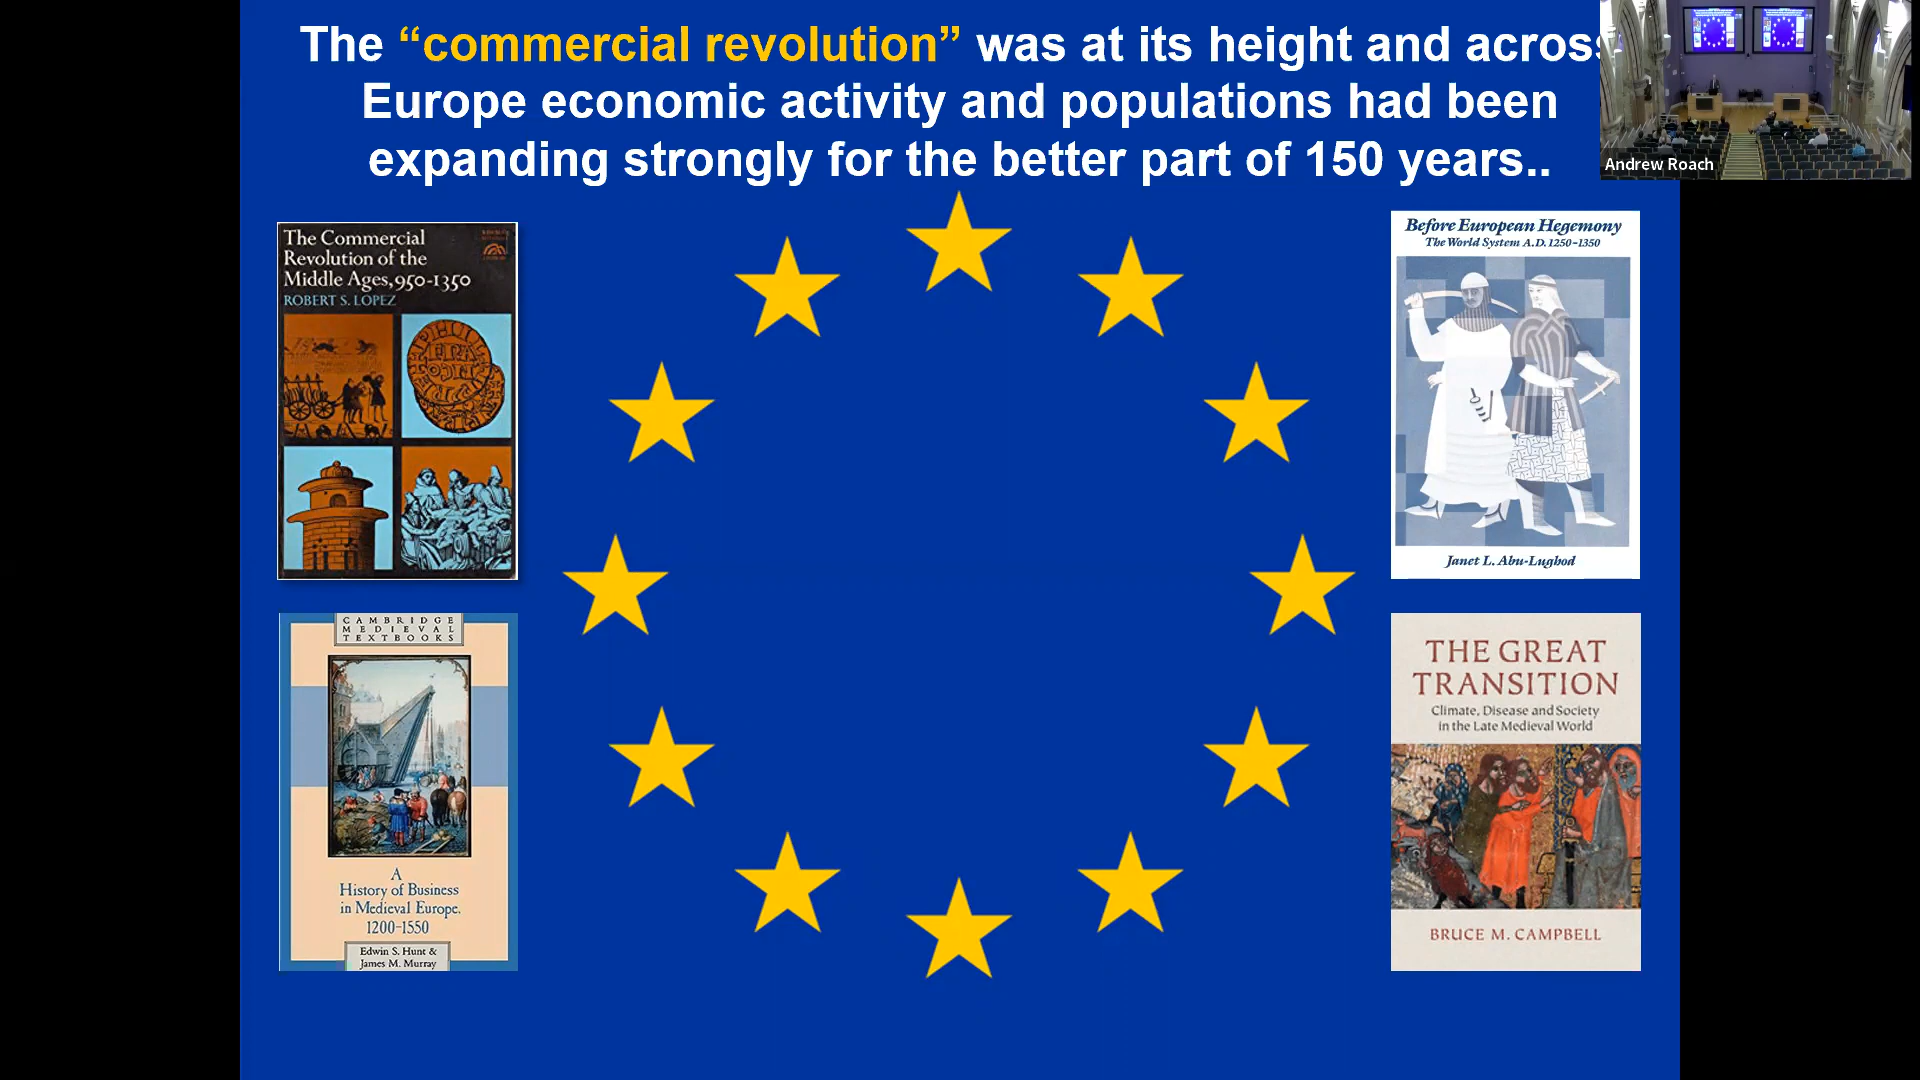 The “commercial revolution” was at its height and across
Europe economic activity and populations had been
expanding strongly for the better part of 150 years..
Andrew Roach
The Commercial
Revolution of the
Middle Ages, 950-1350
ROBERT S. LOPEZ
Before European Hegemony
The World System A.D. 1250-1350
Janet L. Abu-Lughod
CAMBRIDGE
MEDIEVAL
TEXTBOOKS
A
History of Business
in Medieval Europe,
1200-1550
Edwin S. Hunt &
James M. Murray
THE GREAT
TRANSITION
Climate, Disease and Society
in the Late Medieval World
BRUCE M. CAMPBELL